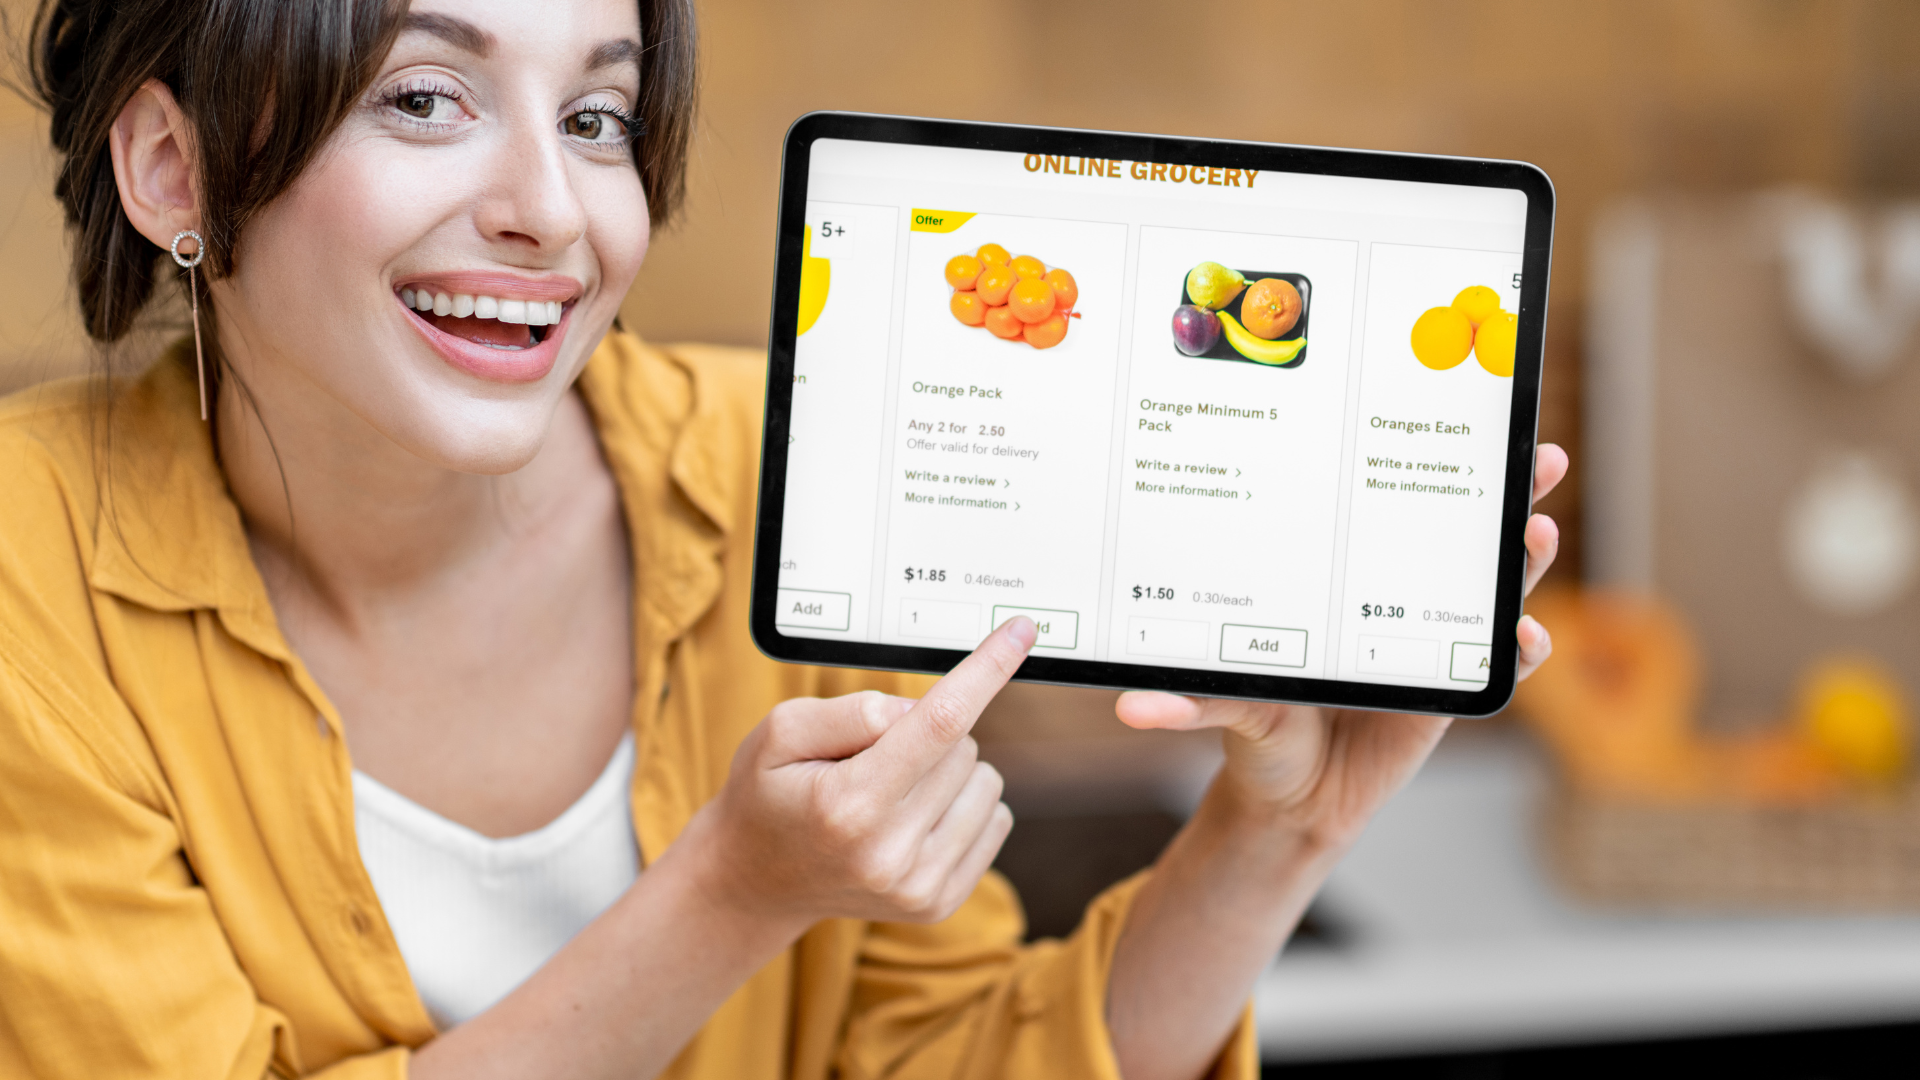 ONLINE GROCERY
5+
Add
Offer
Orange Pack
Any 2 for 2.50
Offer valid for delivery
Write a review >
More information >
$1.85 0.46/each
1
Orange Minimum 5
Pack
Write a review >
More information >
$1.50 0.30/each
1 Add
5
Oranges Each
Write a review >
More information >
$0.30 0.30/each
1